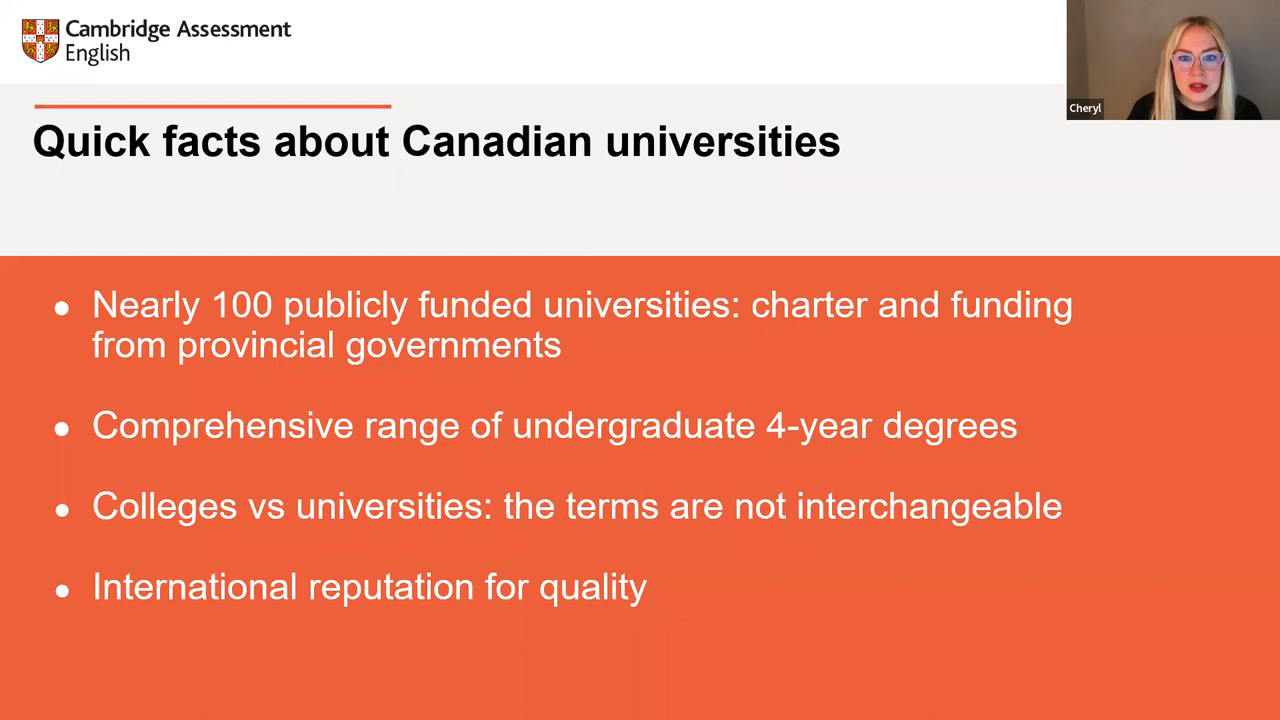 Cambridge Assessment
English
Cheryl
Quick facts about Canadian universities
● Nearly 100 publicly funded universities: charter and funding
from provincial governments
● Comprehensive range of undergraduate 4-year degrees
● Colleges vs universities: the terms are not interchangeable
● International reputation for quality